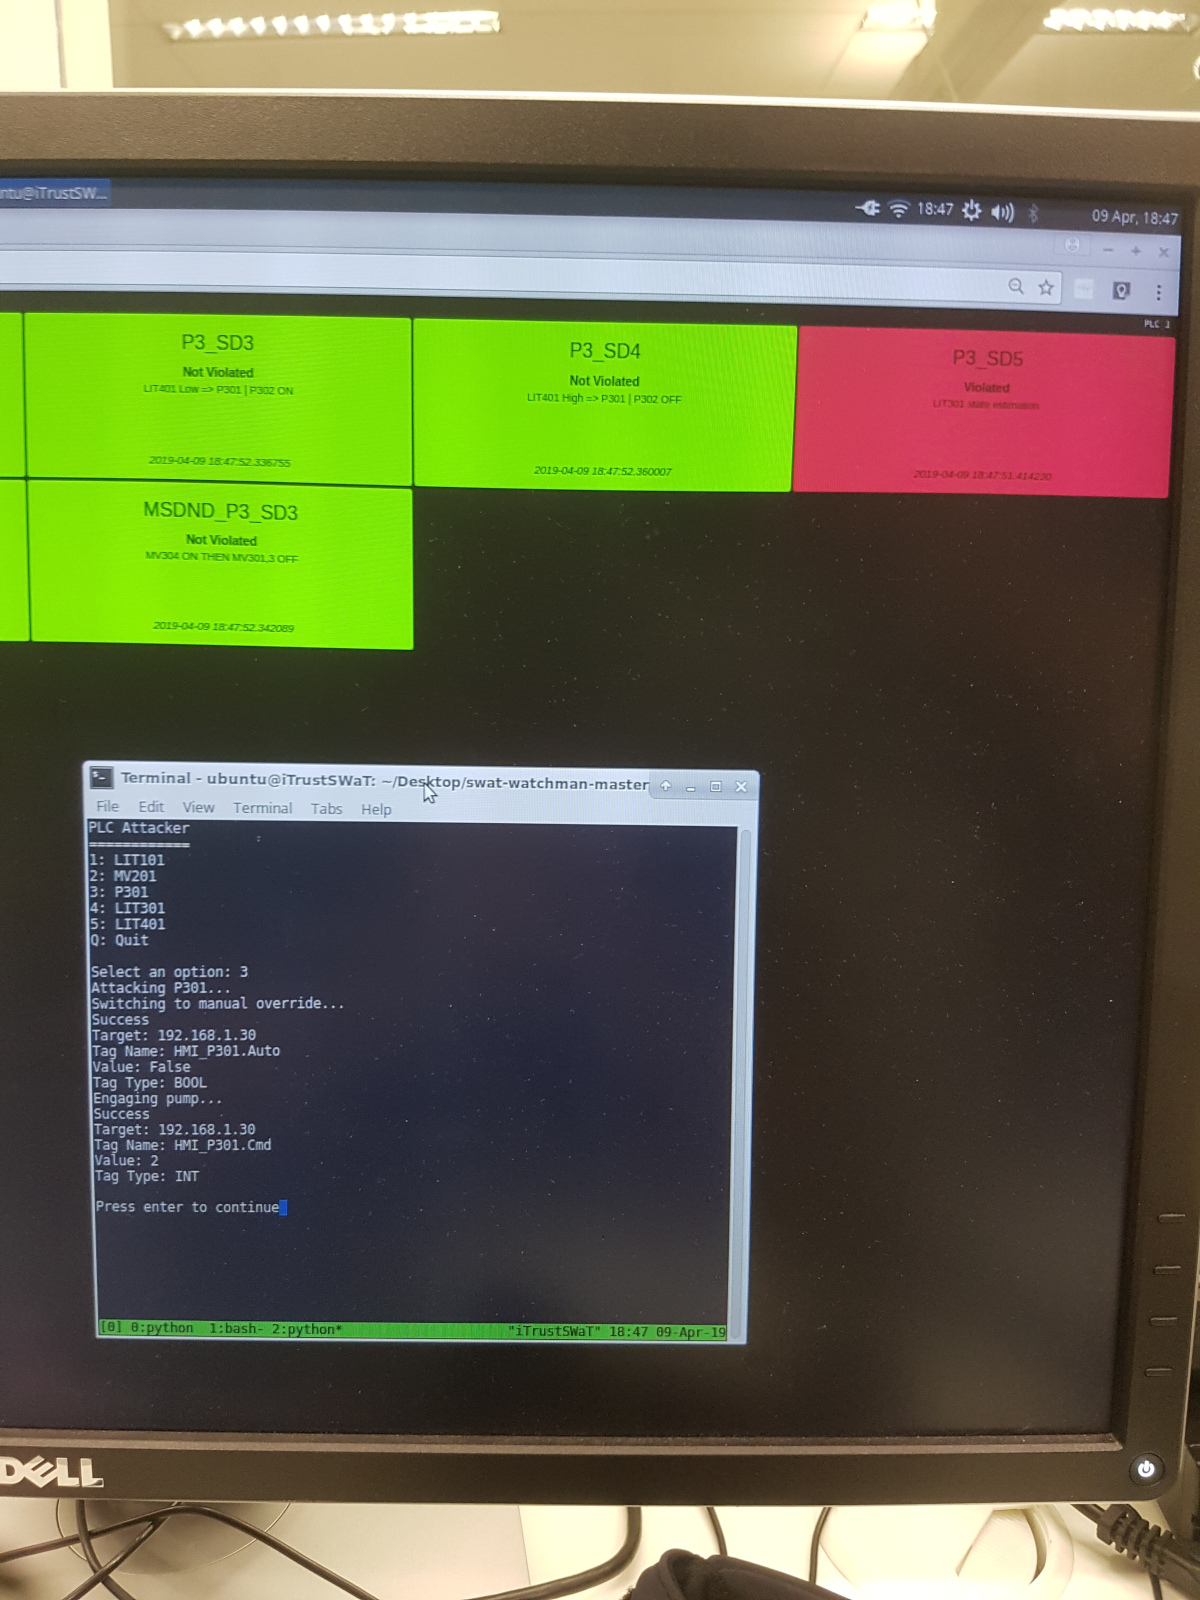 ntu@iTrustSW...
18:47
09 Apr, 18:47
PLC 3
P3_SD3
Not Violated
LIT401 Low => P301 | P302 ON
2019-04-09 18:47:52.336755
P3_SD4
Not Violated
LIT401 High => P301 | P302 OFF
2019-04-09 18:47:52.360007
P3_SD5
Violated
LIT301 state estimation
2019-04-09 18:47:51.414230
MSDND_P3_SD3
Not Violated
MV304 ON THEN MV301,3 OFF
2019-04-09 18:47:52.342089
Terminal - ubuntu@iTrustSWaT: ~/Desktop/swat-watchman-master
File Edit View Terminal Tabs Help
PLC Attacker
============
1: LIT101
2: MV201
3: P301
4: LIT301
5: LIT401
Q: Quit
Select an option: 3
Attacking P301...
Switching to manual override...
Success
Target: 192.168.1.30
Tag Name: HMI_P301.Auto
Value: False
Tag Type: BOOL
Engaging pump...
Success
Target: 192.168.1.30
Tag Name: HMI_P301.Cmd
Value: 2
Tag Type: INT
Press enter to continue
[0] 0:python 1:bash- 2:python* "iTrustSWaT" 18:47 09-Apr-19
DELL